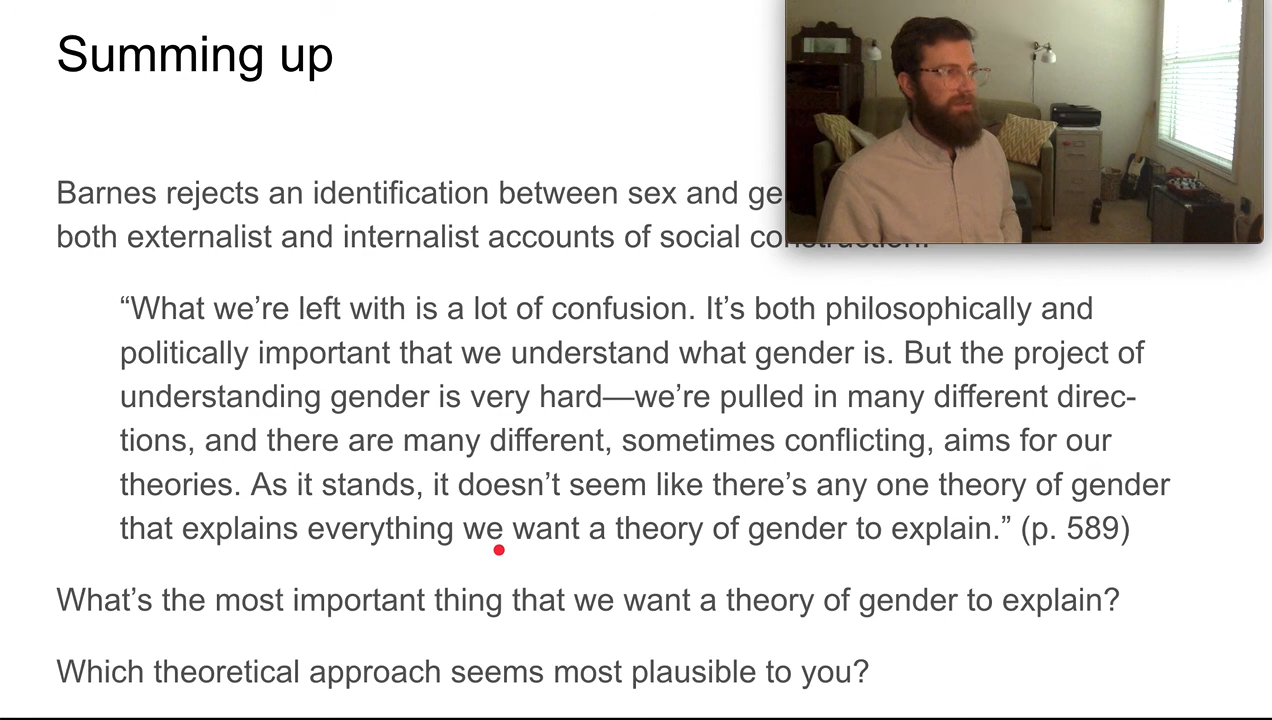 Summing up
Barnes rejects an identification between sex and
both externalist and internalist accounts of social construction.
“What we’re left with is a lot of confusion. It’s both philosophically and
politically important that we understand what gender is. But the project of
understanding gender is very hard—we’re pulled in many different direc-
tions, and there are many different, sometimes conflicting, aims for our
theories. As it stands, it doesn’t seem like there’s any one theory of gender
that explains everything we want a theory of gender to explain.” (p. 589)
What’s the most important thing that we want a theory of gender to explain?
Which theoretical approach seems most plausible to you?